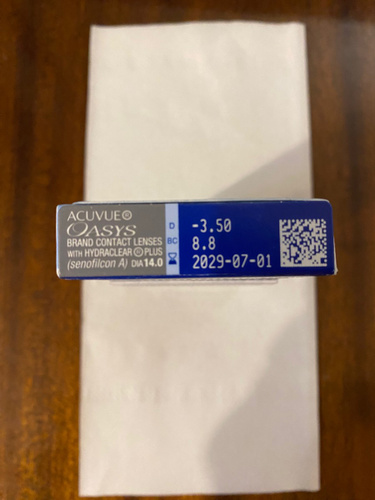 ACUVUE®
OASYS
BRAND CONTACT LENSES
WITH HYDRACLEAR® PLUS
(senofilcon A) DIA 14.0
D -3.50
BC 8.8
2029-07-01